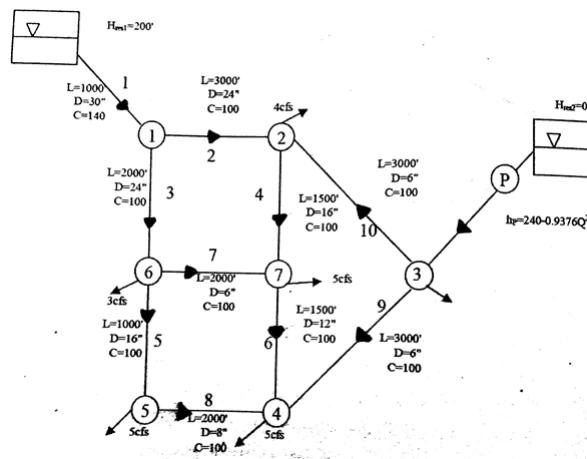 H_res1=200'
1
L=1000'
D=30"
C=140
L=3000'
D=24"
C=100
2
4cfs
1
2
L=2000'
D=24"
C=100
3
4
L=1500'
D=16"
C=100
L=3000'
D=6"
C=100
10
H_res2=0
P
hp=240-0.9376Q²
3
6
3cfs
7
L=2000'
D=6"
C=100
7
5cfs
L=1000'
D=16"
C=100
5
L=1500'
D=12"
C=100
6
9
L=3000'
D=6"
C=100
5
5cfs
8
L=2000'
D=8"
C=100
4
5cfs